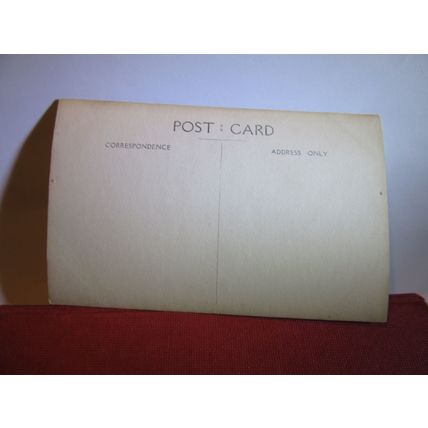 POST : CARD
CORRESPONDENCE
ADDRESS ONLY